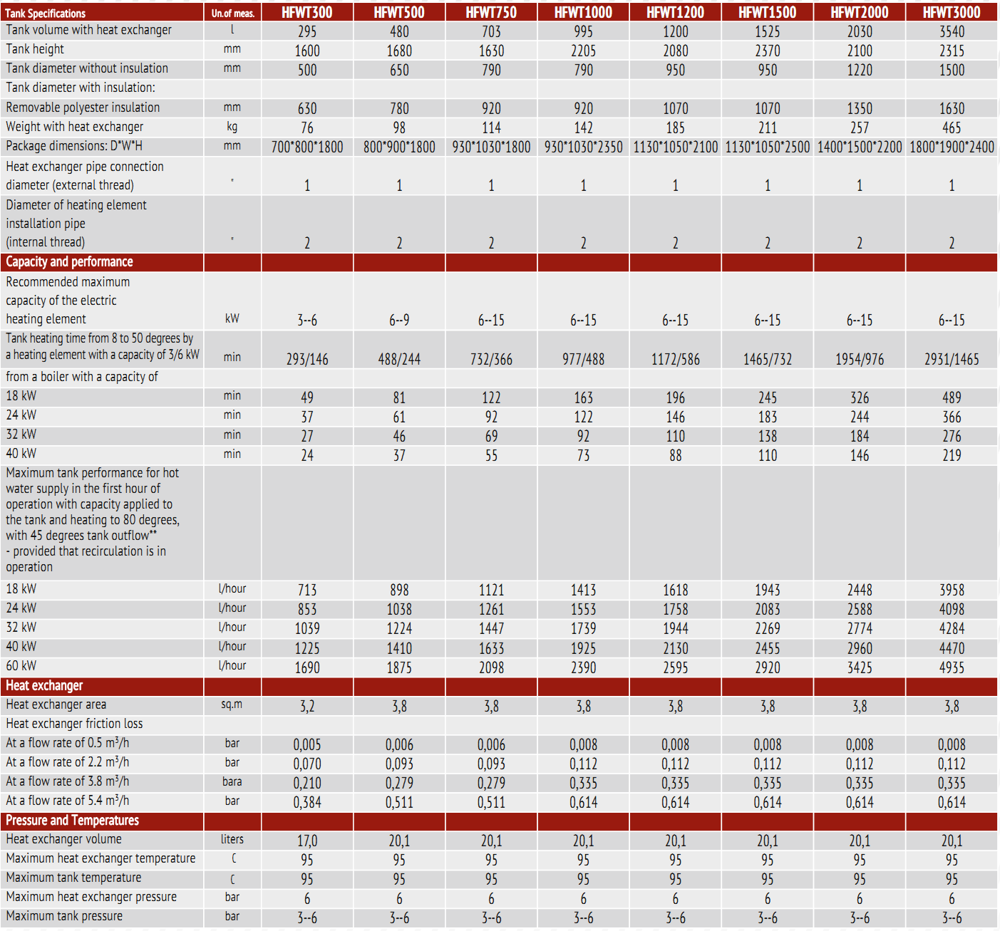 Tank Specifications Un.of meas. HFWT300 HFWT500 HFWT750 HFWT1000 HFWT1200 HFWT1500 HFWT2000 HFWT3000
Tank volume with heat exchanger l 295 480 703 995 1200 1525 2030 3540
Tank height mm 1600 1680 1630 2205 2080 2370 2100 2315
Tank diameter without insulation mm 500 650 790 790 950 950 1220 1500
Tank diameter with insulation:
Removable polyester insulation mm 630 780 920 920 1070 1070 1350 1630
Weight with heat exchanger kg 76 98 114 142 185 211 257 465
Package dimensions: D*W*H mm 700*800*1800 800*900*1800 930*1030*1800 930*1030*2350 1130*1050*2100 1130*1050*2500 1400*1500*2200 1800*1900*2400
Heat exchanger pipe connection
diameter (external thread) " 1 1 1 1 1 1 1 1
Diameter of heating element
installation pipe
(internal thread) " 2 2 2 2 2 2 2 2
Capacity and performance
Recommended maximum
capacity of the electric
heating element kW 3--6 6--9 6--15 6--15 6--15 6--15 6--15 6--15
Tank heating time from 8 to 50 degrees by
a heating element with a capacity of 3/6 kW min 293/146 488/244 732/366 977/488 1172/586 1465/732 1954/976 2931/1465
from a boiler with a capacity of
18 kW min 49 81 122 163 196 245 326 489
24 kW min 37 61 92 122 146 183 244 366
32 kW min 27 46 69 92 110 138 184 276
40 kW min 24 37 55 73 88 110 146 219
Maximum tank performance for hot
water supply in the first hour of
operation with capacity applied to
the tank and heating to 80 degrees,
with 45 degrees tank outflow**
- provided that recirculation is in
operation
18 kW l/hour 713 898 1121 1413 1618 1943 2448 3958
24 kW l/hour 853 1038 1261 1553 1758 2083 2588 4098
32 kW l/hour 1039 1224 1447 1739 1944 2269 2774 4284
40 kW l/hour 1225 1410 1633 1925 2130 2455 2960 4470
60 kW l/hour 1690 1875 2098 2390 2595 2920 3425 4935
Heat exchanger
Heat exchanger area sq.m 3,2 3,8 3,8 3,8 3,8 3,8 3,8 3,8
Heat exchanger friction loss
At a flow rate of 0.5 m³/h bar 0,005 0,006 0,006 0,008 0,008 0,008 0,008 0,008
At a flow rate of 2.2 m³/h bar 0,070 0,093 0,093 0,112 0,112 0,112 0,112 0,112
At a flow rate of 3.8 m³/h bara 0,210 0,279 0,279 0,335 0,335 0,335 0,335 0,335
At a flow rate of 5.4 m³/h bar 0,384 0,511 0,511 0,614 0,614 0,614 0,614 0,614
Pressure and Temperatures
Heat exchanger volume liters 17,0 20,1 20,1 20,1 20,1 20,1 20,1 20,1
Maximum heat exchanger temperature C 95 95 95 95 95 95 95 95
Maximum tank temperature C 95 95 95 95 95 95 95 95
Maximum heat exchanger pressure bar 6 6 6 6 6 6 6 6
Maximum tank pressure bar 3--6 3--6 3--6 3--6 3--6 3--6 3--6 3--6